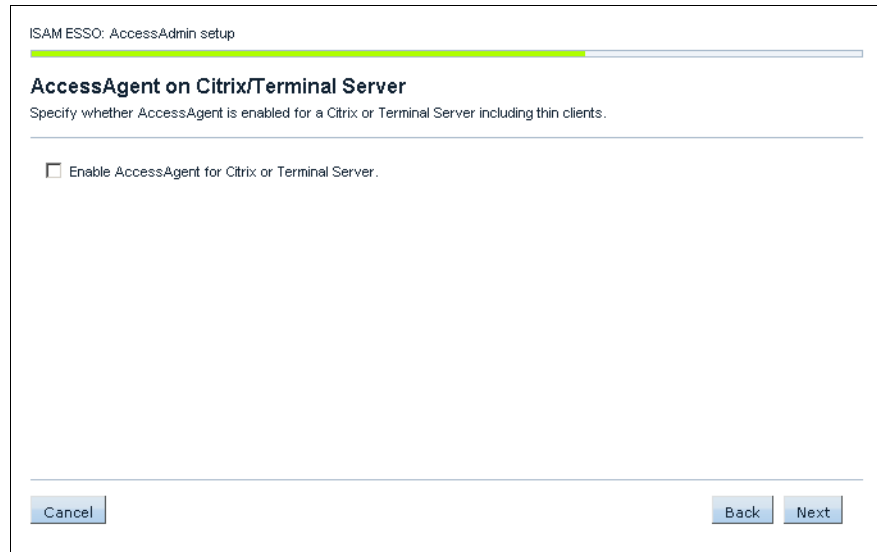 ISAM ESSO: AccessAdmin setup
AccessAgent on Citrix/Terminal Server
Specify whether AccessAgent is enabled for a Citrix or Terminal Server including thin clients.
Enable AccessAgent for Citrix or Terminal Server.
Cancel
Back
Next